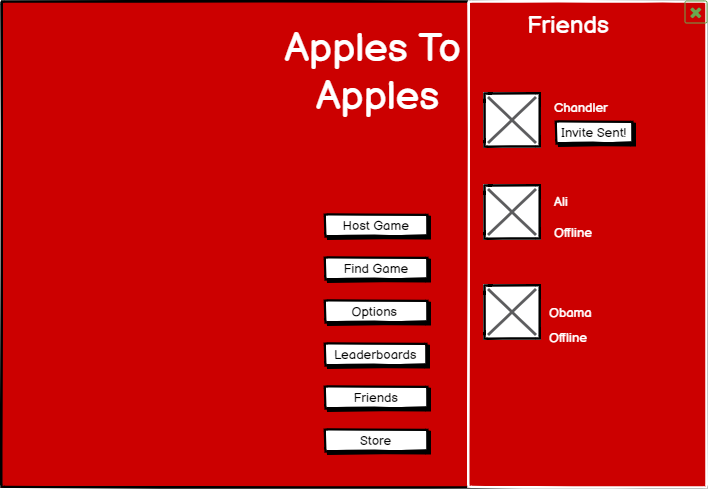 Apples To
Apples
Host Game
Find Game
Options
Leaderboards
Friends
Store
Friends
Chandler
Invite Sent!
Ali
Offline
Obama
Offline